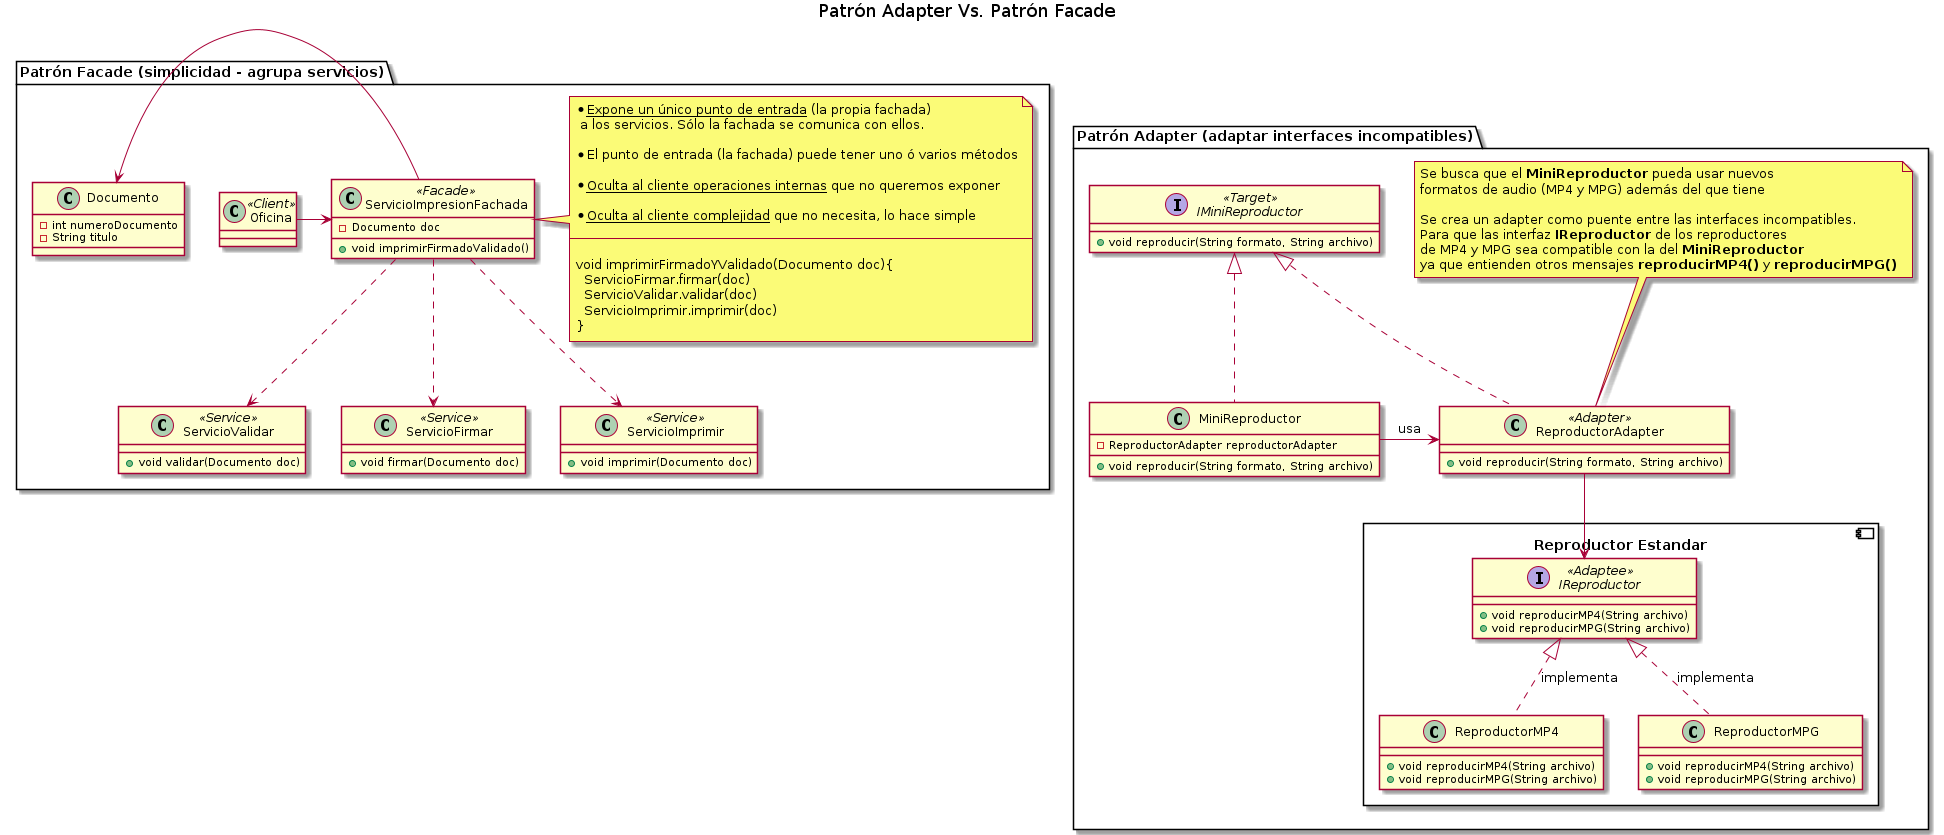 Patrón Adapter Vs. Patrón Facade
Patrón Facade (simplicidad - agrupa servicios)
C Documento
int numeroDocumento
String titulo
C «Client»
Oficina
C «Facade»
ServicioImpresionFachada
Documento doc
void imprimirFirmadoValidado()
• Expone un único punto de entrada (la propia fachada)
a los servicios. Sólo la fachada se comunica con ellos.
• El punto de entrada (la fachada) puede tener uno ó varios métodos
• Oculta al cliente operaciones internas que no queremos exponer
• Oculta al cliente complejidad que no necesita, lo hace simple
void imprimirFirmadoYValidado(Documento doc){
ServicioFirmar.firmar(doc)
ServicioValidar.validar(doc)
ServicioImprimir.imprimir(doc)
}
C «Service»
ServicioValidar
void validar(Documento doc)
C «Service»
ServicioFirmar
void firmar(Documento doc)
C «Service»
ServicioImprimir
void imprimir(Documento doc)
Patrón Adapter (adaptar interfaces incompatibles)
I «Target»
IMiniReproductor
void reproducir(String formato, String archivo)
Se busca que el MiniReproductor pueda usar nuevos
formatos de audio (MP4 y MPG) además del que tiene
Se crea un adapter como puente entre las interfaces incompatibles.
Para que las interfaz IReproductor de los reproductores
de MP4 y MPG sea compatible con la del MiniReproductor
ya que entienden otros mensajes reproducirMP4() y reproducirMPG()
C MiniReproductor
ReproductorAdapter reproductorAdapter
void reproducir(String formato, String archivo)
usa
C «Adapter»
ReproductorAdapter
void reproducir(String formato, String archivo)
Reproductor Estandar
I «Adaptee»
IReproductor
void reproducirMP4(String archivo)
void reproducirMPG(String archivo)
implementa
implementa
C ReproductorMP4
void reproducirMP4(String archivo)
void reproducirMPG(String archivo)
C ReproductorMPG
void reproducirMP4(String archivo)
void reproducirMPG(String archivo)